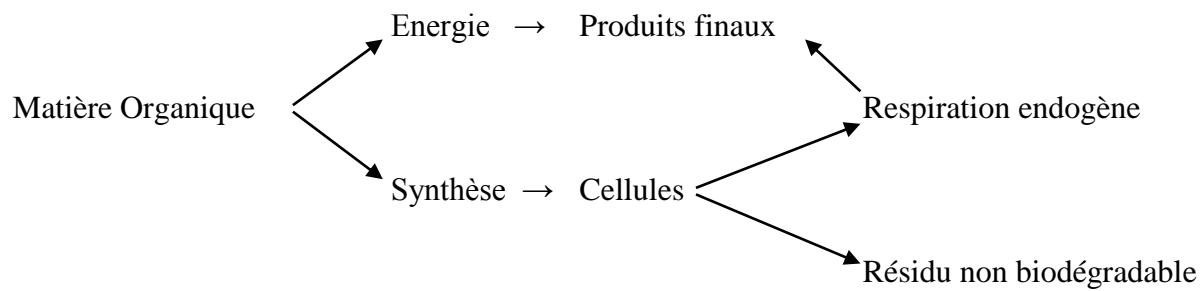 Energie → Produits finaux
Matière Organique
Respiration endogène
Synthèse → Cellules
Résidu non biodégradable